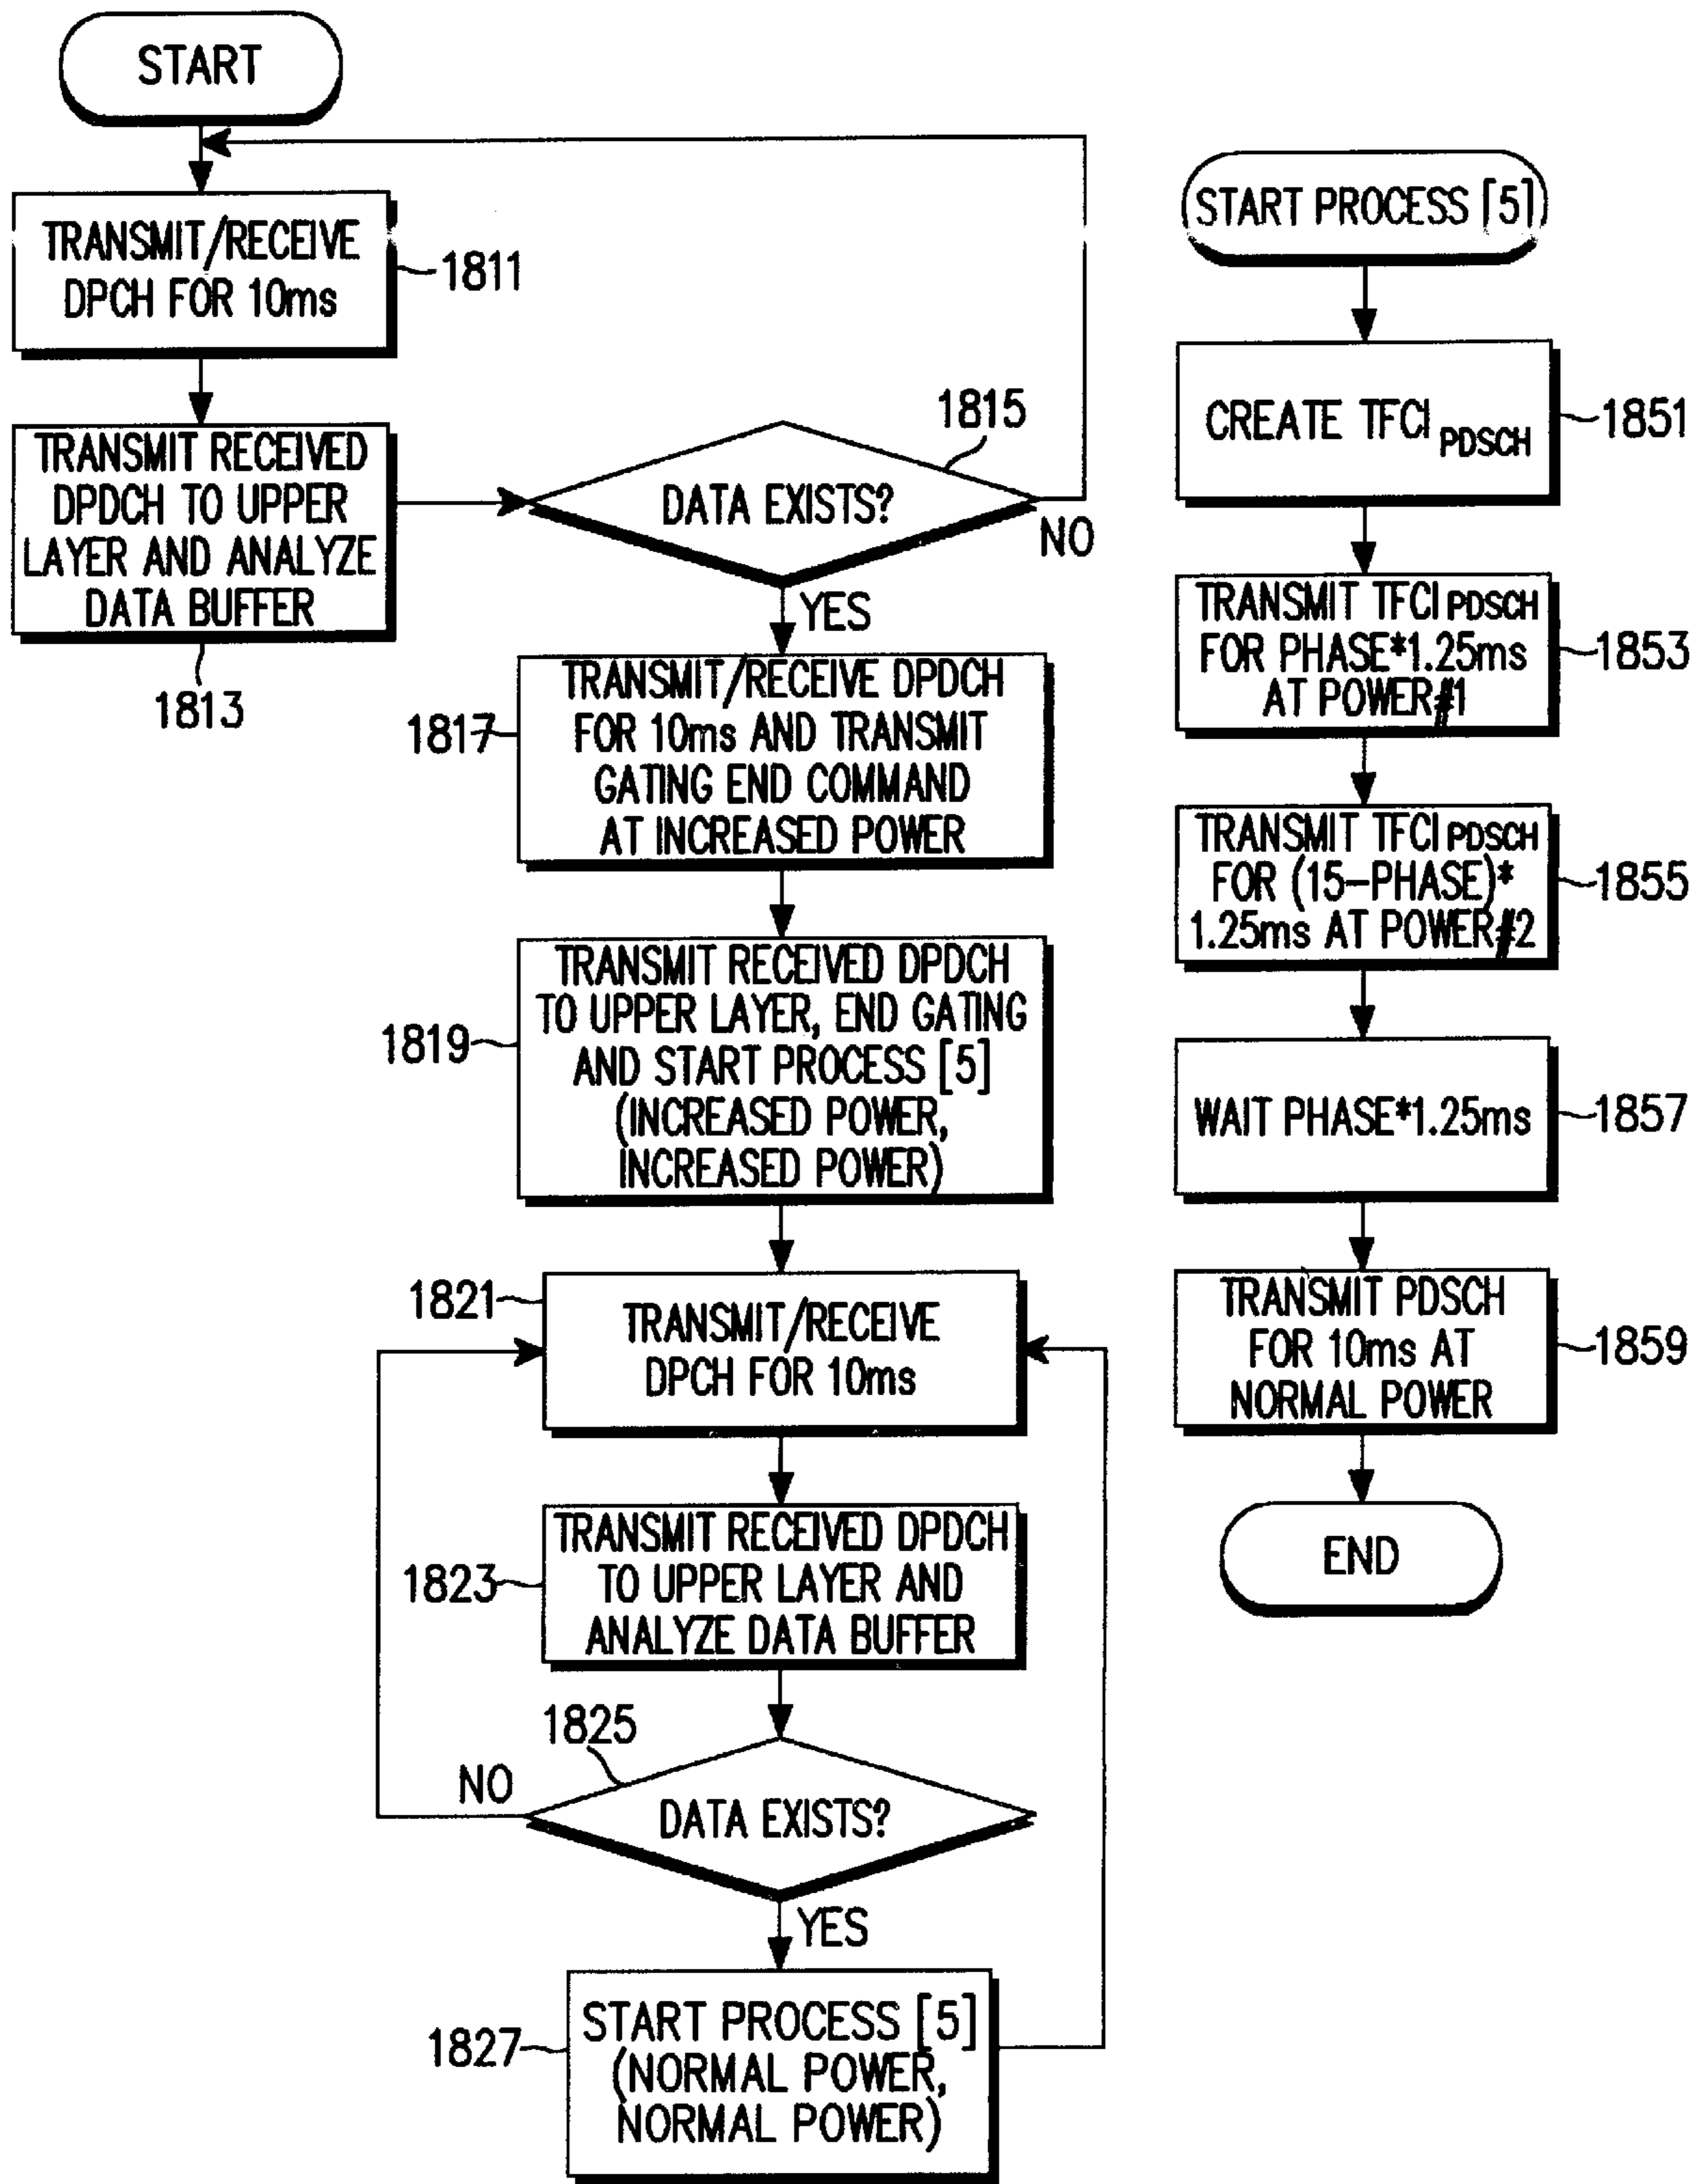 START
TRANSMIT/RECEIVE
DPCH FOR 10ms
1811
TRANSMIT RECEIVED
DPDCH TO UPPER
LAYER AND ANALYZE
DATA BUFFER
1813
1815
DATA EXISTS?
NO
YES
1817
TRANSMIT/RECEIVE DPDCH
FOR 10ms AND TRANSMIT
GATING END COMMAND
AT INCREASED POWER
1819
TRANSMIT RECEIVED DPDCH
TO UPPER LAYER, END GATING
AND START PROCESS [5]
(INCREASED POWER,
INCREASED POWER)
1821
TRANSMIT/RECEIVE
DPCH FOR 10ms
1823
TRANSMIT RECEIVED DPDCH
TO UPPER LAYER AND
ANALYZE DATA BUFFER
1825
NO
DATA EXISTS?
YES
1827
START PROCESS [5]
(NORMAL POWER,
NORMAL POWER)
START PROCESS [5]
CREATE TFCI PDSCH
1851
TRANSMIT TFCI PDSCH
FOR PHASE*1.25ms
AT POWER#1
1853
TRANSMIT TFCI PDSCH
FOR (15-PHASE)*
1.25ms AT POWER#2
1855
WAIT PHASE*1.25ms
1857
TRANSMIT PDSCH
FOR 10ms AT
NORMAL POWER
1859
END